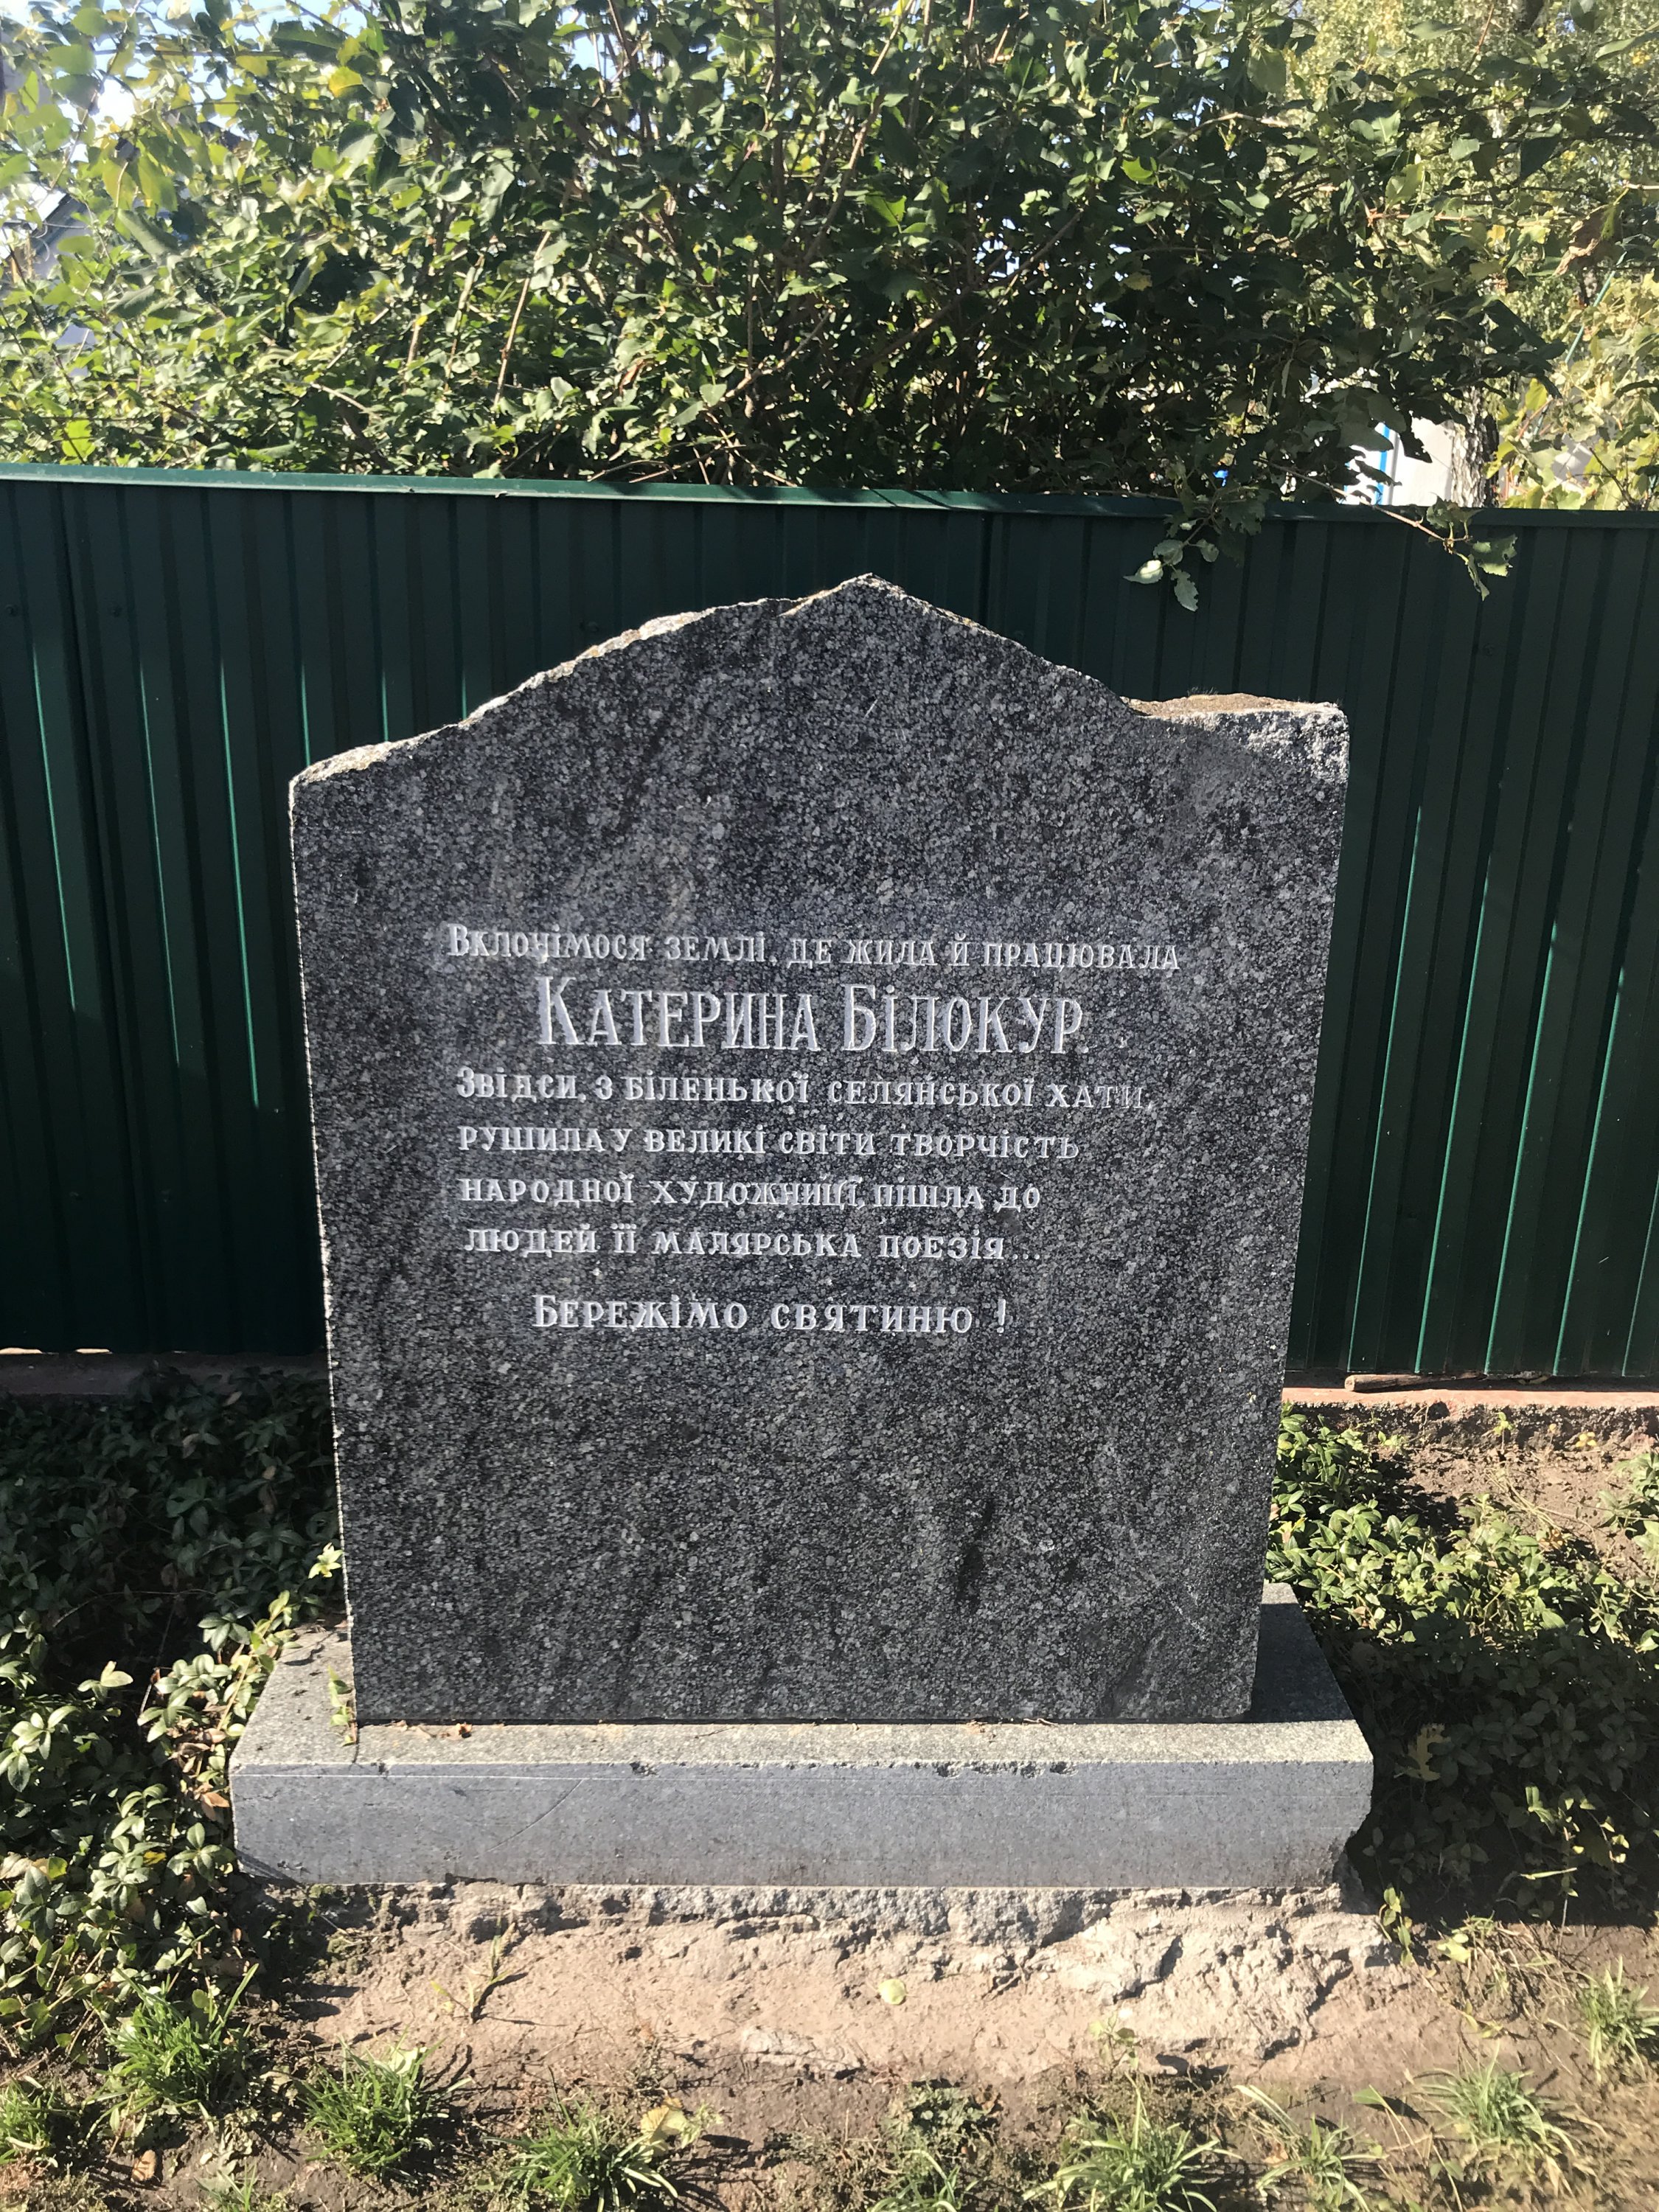 Вклонімося землі, де жила й працювала
Катерина Білокур.
Звідси, з біленької селянської хати,
рушила у великі світи творчість
народної художниці, пішла до
людей її малярська поезія...
Бережімо святиню !